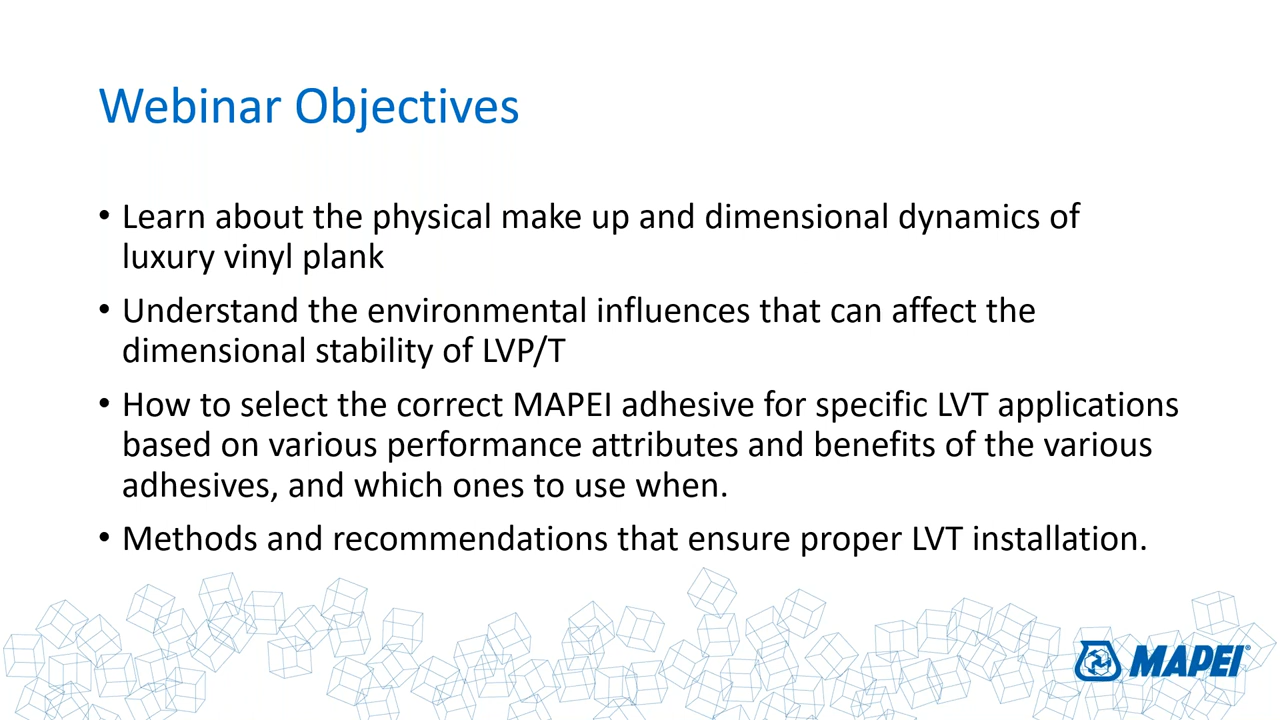 Webinar Objectives
• Learn about the physical make up and dimensional dynamics of
luxury vinyl plank
• Understand the environmental influences that can affect the
dimensional stability of LVP/T
• How to select the correct MAPEI adhesive for specific LVT applications
based on various performance attributes and benefits of the various
adhesives, and which ones to use when.
• Methods and recommendations that ensure proper LVT installation.
MAPEI®